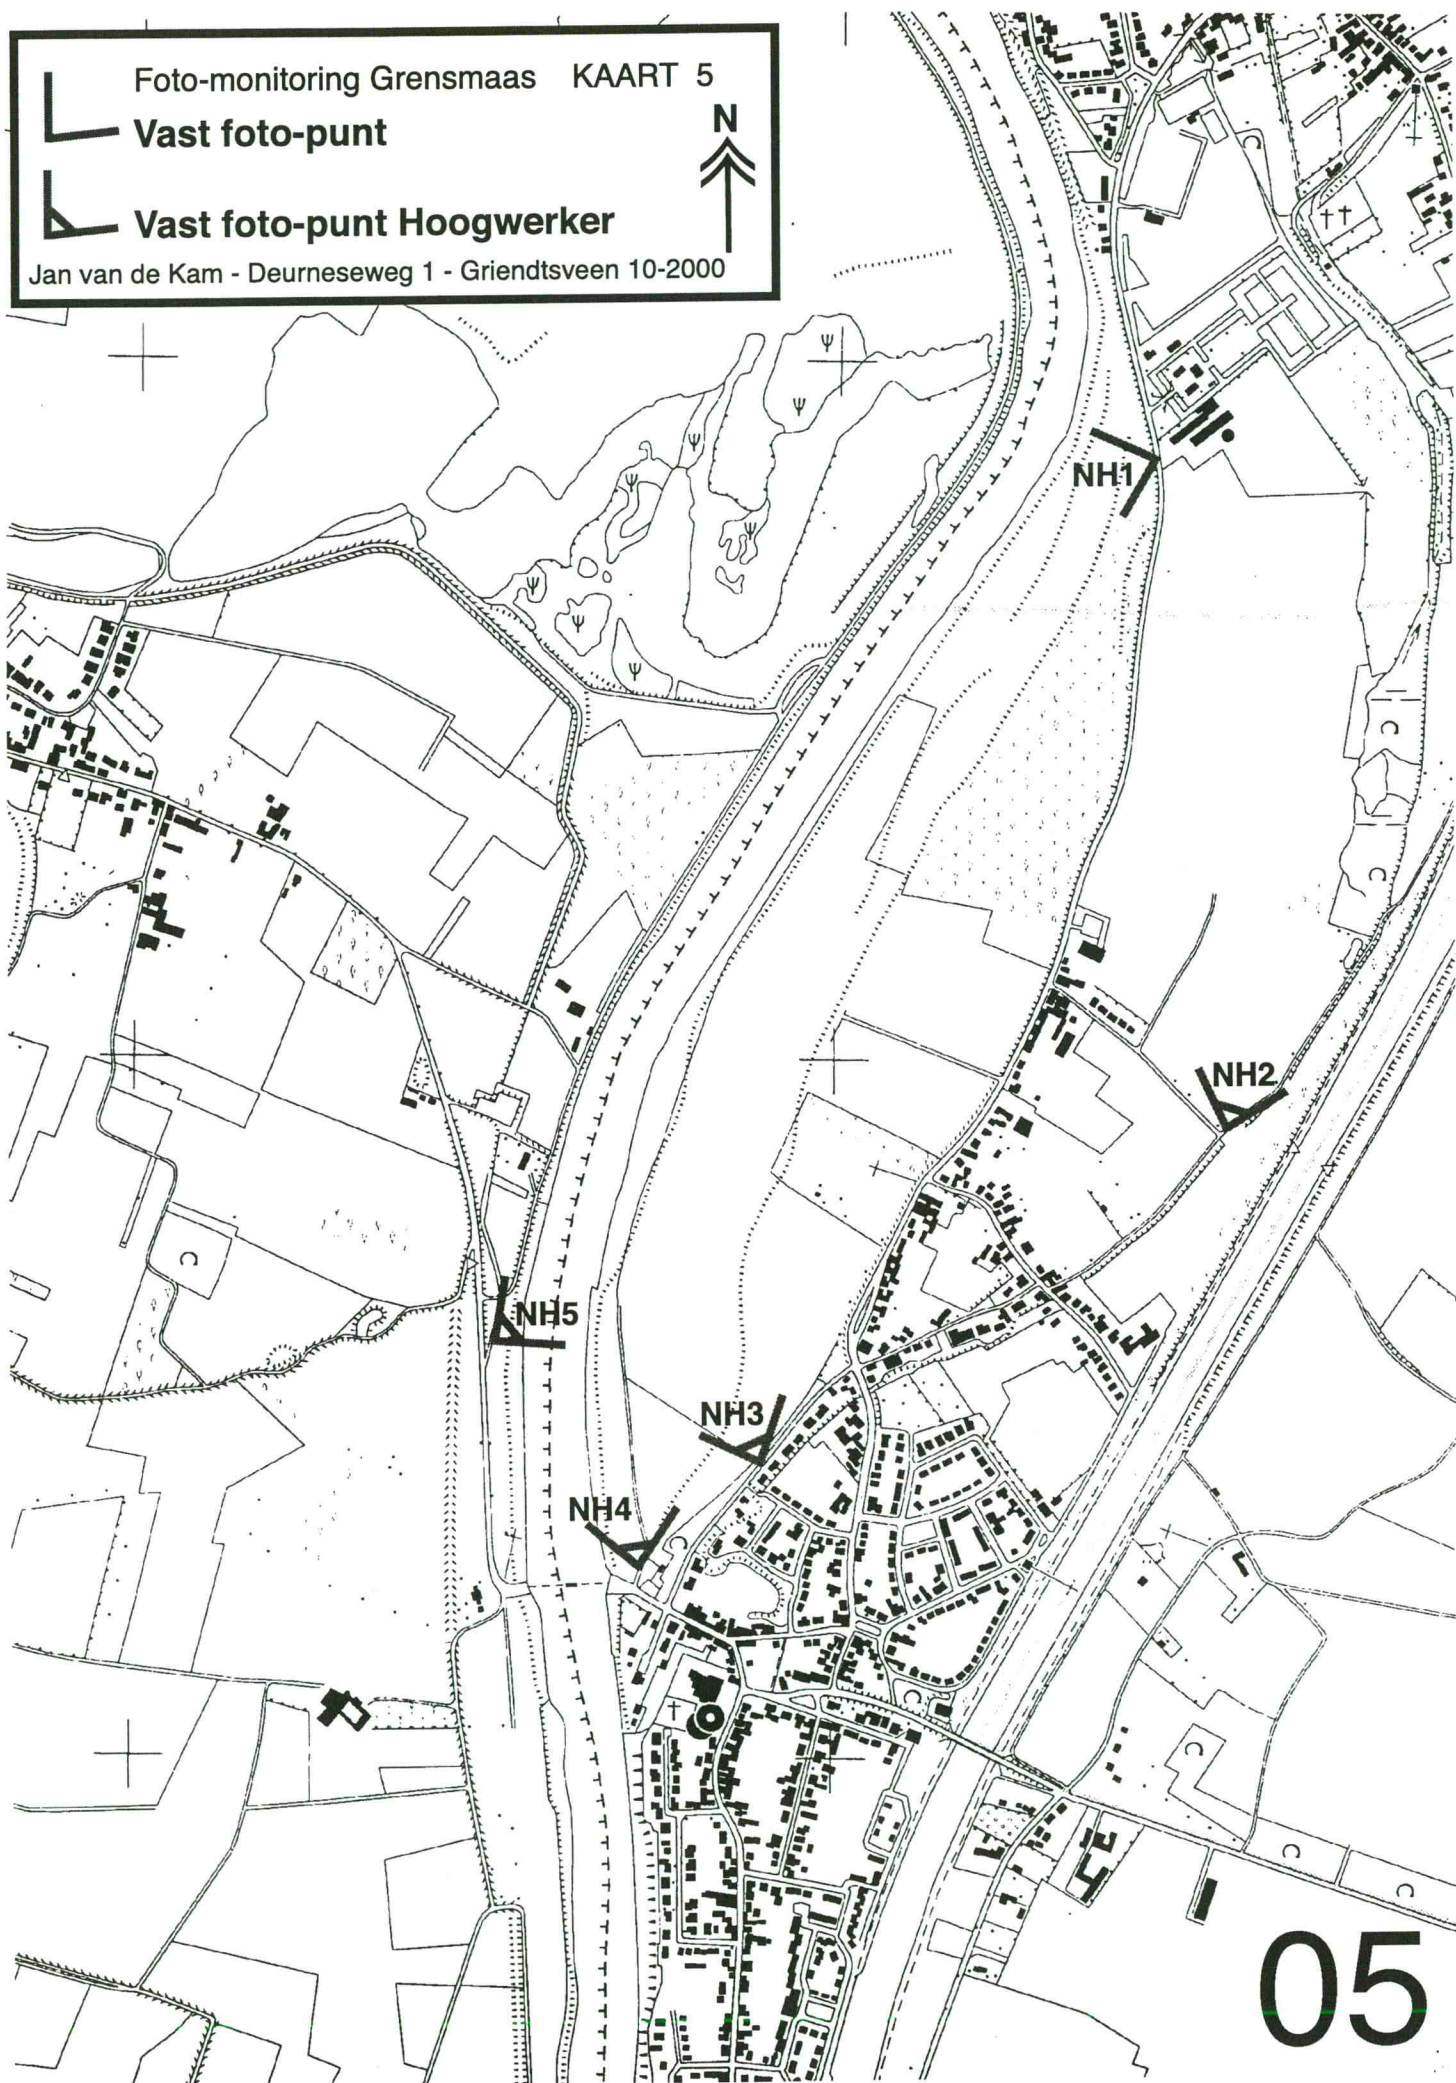 Foto-monitoring Grensmaas KAART 5
Vast foto-punt
N
Vast foto-punt Hoogwerker
Jan van de Kam - Deurneseweg 1 - Griendtsveen 10-2000
NH1
NH2
NH5
NH3
NH4
05